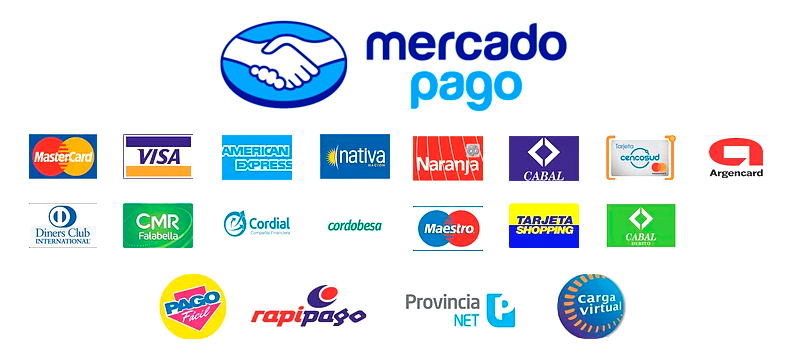 mercado
pago
MasterCard
VISA
AMERICAN
EXPRESS
nativa
NACION
Naranja
CABAL
Tarjeta
cencosud
Argencard
Diners Club
INTERNATIONAL
CMR
Falabella
Cordial
Compañía Financiera
cordobesa
Maestro
TARJETA
SHOPPING
CABAL
DEBITO
PAGO
Fácil
rapipago
Provincia
NET
Carga
Virtual